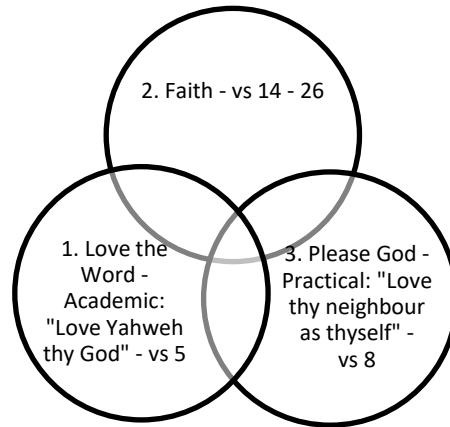 2. Faith - vs 14 - 26
1. Love the
Word -
Academic:
"Love Yahweh
thy God" - vs 5
3. Please God -
Practical: "Love
thy neighbour
as thyself" -
vs 8